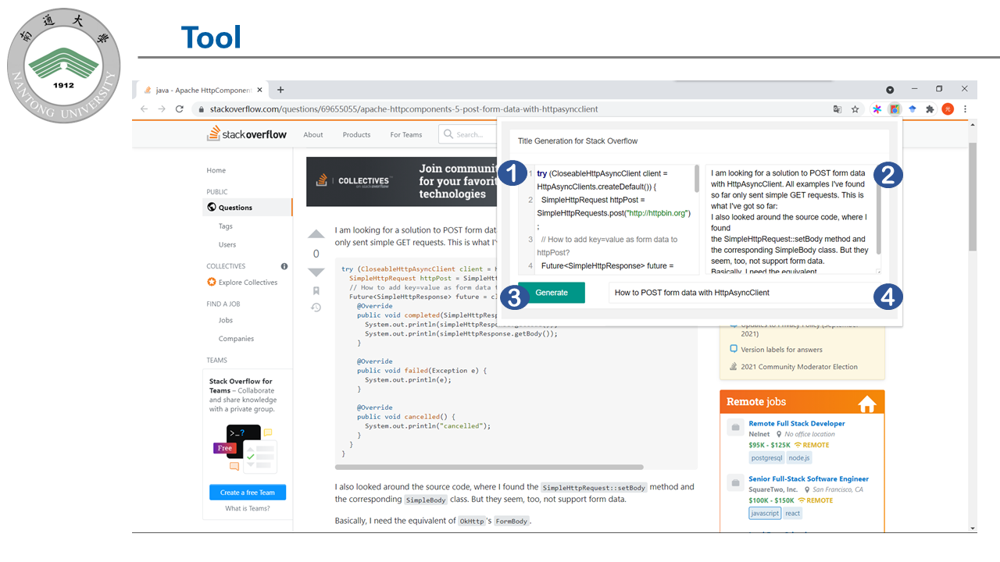 南通大学
1912
NANTONG UNIVERSITY
Tool
java - Apache HttpComponent
stackoverflow.com/questions/69655055/apache-httpcomponents-5-post-form-data-with-httpasyncclient
光
stackoverflow
About
Products
For Teams
Search...
Home
PUBLIC
Questions
Tags
Users
COLLECTIVES
Explore Collectives
FIND A JOB
Jobs
Companies
TEAMS
Stack Overflow for
Teams – Collaborate
and share knowledge
with a private group.
>_?
Free
Create a free Team
What is Teams?
COLLECTIVES
on stackoverflow
Join communi
for your favorit
technologies
0
I am looking for a solution to POST form dat
only sent simple GET requests. This is what I'
try (CloseableHttpAsyncClient client = H
SimpleHttpRequest httpPost = SimpleHtt
// How to add key=value as form data t
Future<SimpleHttpResponse> future = cl
@Override
public void completed(SimpleHttpResp
System.out.println(simpleHttpRespo
System.out.println(simpleHttpResponse.getBody());
}
@Override
public void failed(Exception e) {
System.out.println(e);
}
@Override
public void cancelled() {
System.out.println("cancelled");
}
}
}
I also looked around the source code, where I found the SimpleHttpRequest::setBody method and
the corresponding SimpleBody class. But they seem, too, not support form data.
Basically, I need the equivalent of OkHttp 's FormBody.
Title Generation for Stack Overflow
1
1 try (CloseableHttpAsyncClient client =
HttpAsyncClients.createDefault()) {
2 SimpleHttpRequest httpPost =
SimpleHttpRequests.post("http://httpbin.org")
;
3 // How to add key=value as form data to
httpPost?
4 Future<SimpleHttpResponse> future =
2
I am looking for a solution to POST form data
with HttpAsyncClient. All examples I've found
so far only sent simple GET requests. This is
what I've got so far:
I also looked around the source code, where I
found
the SimpleHttpRequest::setBody method and
the corresponding SimpleBody class. But they
seem, too, not support form data.
Basically, I need the equivalent
3
Generate
How to POST form data with HttpAsyncClient
4
Updates to Privacy Policy (September
2021)
Version labels for answers
2021 Community Moderator Election
Remote jobs
Remote Full Stack Developer
Nelnet No office location
$95K - $125K REMOTE
postgresql node.js
Senior Full-Stack Software Engineer
SquareTwo, Inc. San Francisco, CA
$100K - $150K REMOTE
javascript react